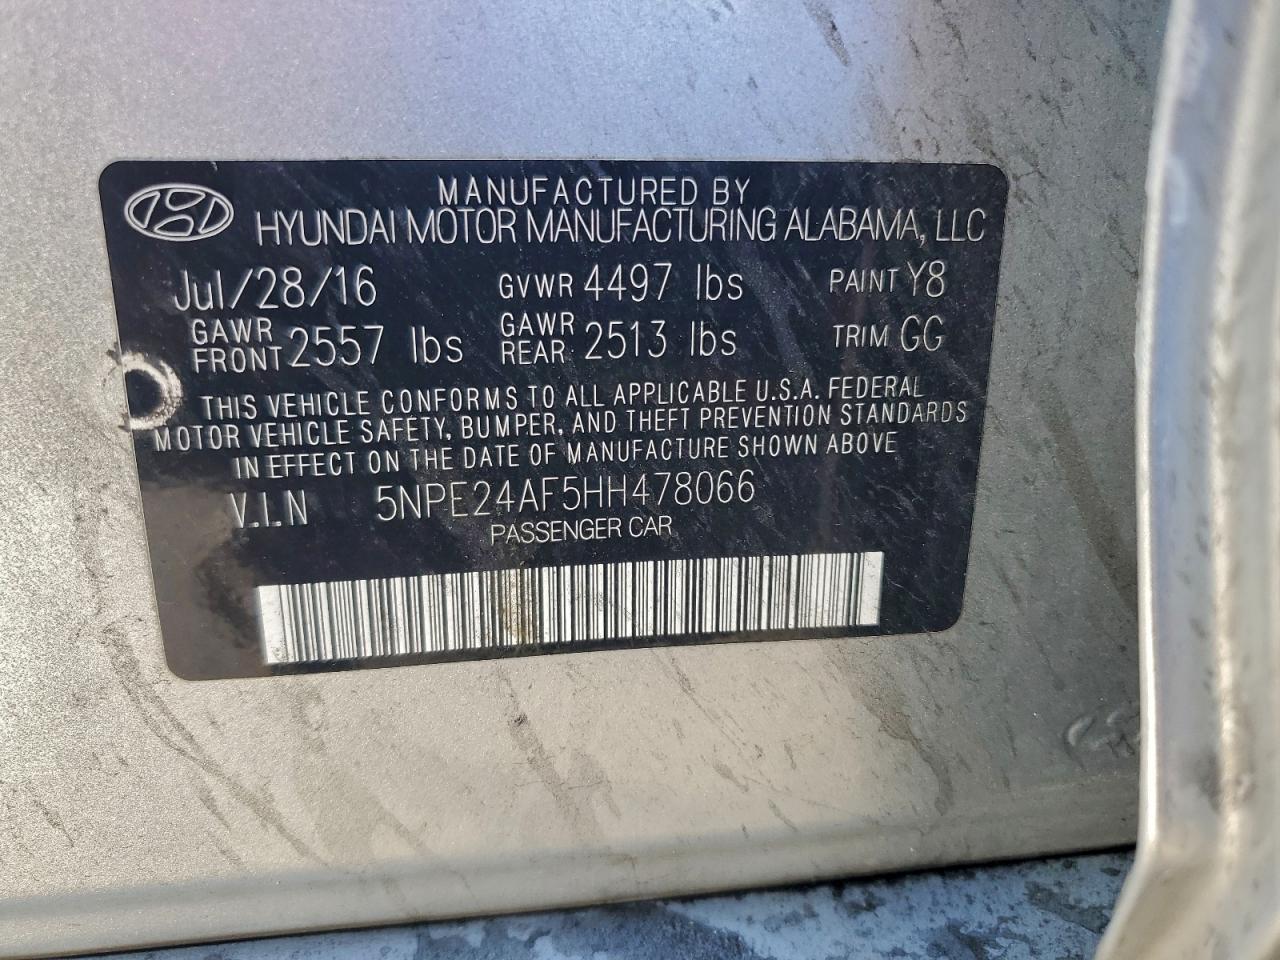 MANUFACTURED BY
HYUNDAI MOTOR MANUFACTURING ALABAMA, LLC
Jul/28/16 GVWR 4497 lbs PAINT Y8
GAWR FRONT 2557 lbs GAWR REAR 2513 lbs TRIM GG
THIS VEHICLE CONFORMS TO ALL APPLICABLE U.S.A. FEDERAL
MOTOR VEHICLE SAFETY, BUMPER, AND THEFT PREVENTION STANDARDS
IN EFFECT ON THE DATE OF MANUFACTURE SHOWN ABOVE
V.I.N 5NPE24AF5HH478066
PASSENGER CAR